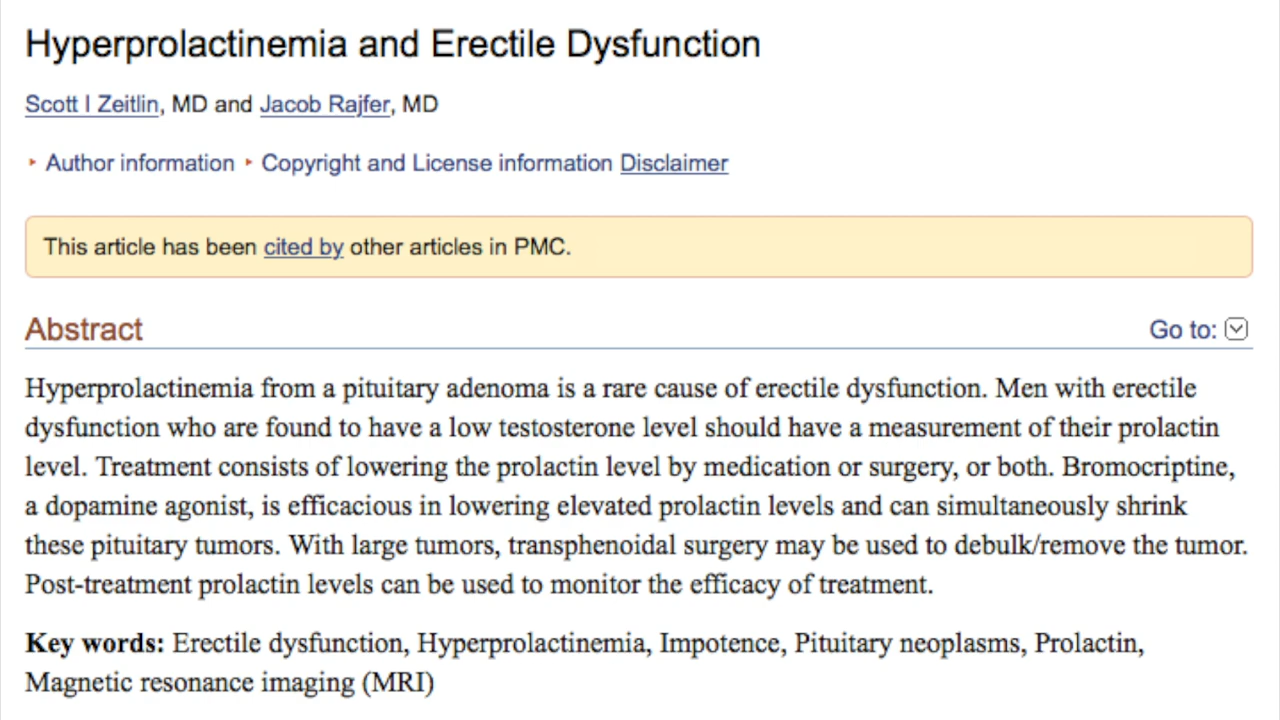 Hyperprolactinemia and Erectile Dysfunction
Scott I Zeitlin, MD and Jacob Rajfer, MD
‣ Author information ‣ Copyright and License information Disclaimer
This article has been cited by other articles in PMC.
Abstract
Go to:
Hyperprolactinemia from a pituitary adenoma is a rare cause of erectile dysfunction. Men with erectile
dysfunction who are found to have a low testosterone level should have a measurement of their prolactin
level. Treatment consists of lowering the prolactin level by medication or surgery, or both. Bromocriptine,
a dopamine agonist, is efficacious in lowering elevated prolactin levels and can simultaneously shrink
these pituitary tumors. With large tumors, transphenoidal surgery may be used to debulk/remove the tumor.
Post-treatment prolactin levels can be used to monitor the efficacy of treatment.
Key words: Erectile dysfunction, Hyperprolactinemia, Impotence, Pituitary neoplasms, Prolactin,
Magnetic resonance imaging (MRI)